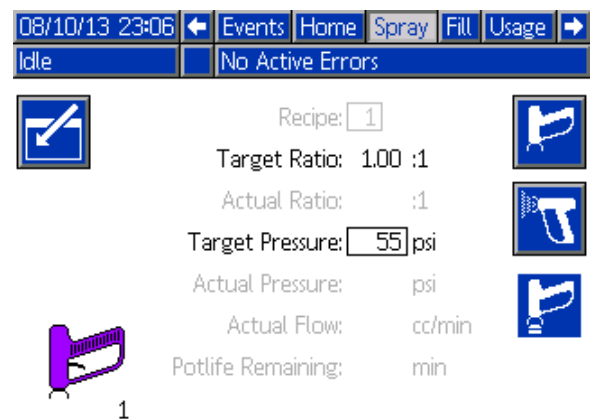 08/10/13 23:06 Events Home Spray Fill Usage
Idle No Active Errors
Recipe: 1
Target Ratio: 1.00 :1
Actual Ratio: :1
Target Pressure: 55 psi
Actual Pressure: psi
Actual Flow: cc/min
Potlife Remaining: min
1